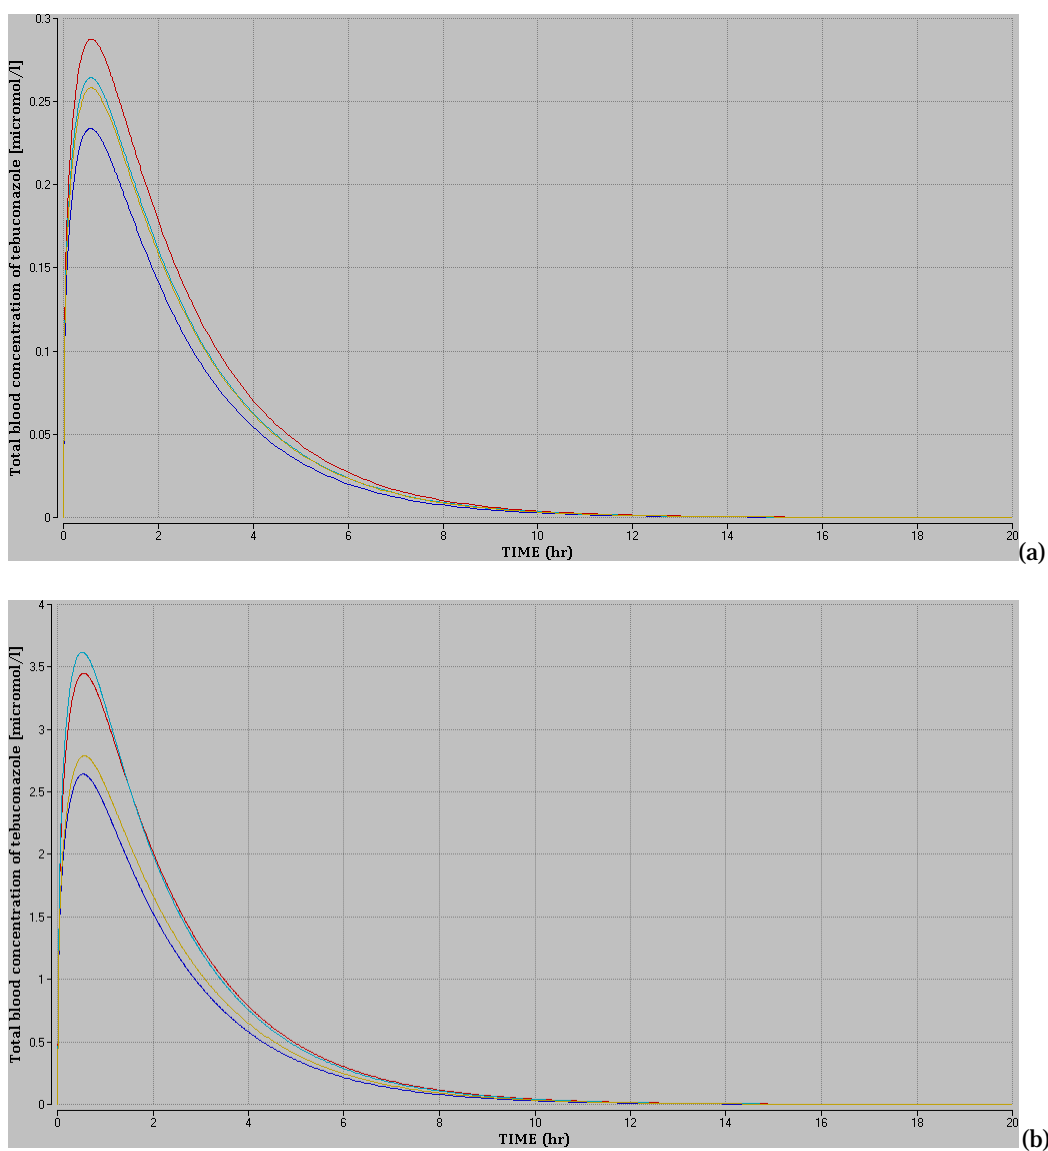 Total blood concentration of tebuconazole [micromol/l]
0.3
0.25
0.2
0.15
0.1
0.05
0
0 2 4 6 8 10 12 14 16 18 20
TIME (hr)
(a)
Total blood concentration of tebuconazole [micromol/l]
4
3.5
3
2.5
2
1.5
1
0.5
0
0 2 4 6 8 10 12 14 16 18 20
TIME (hr)
(b)